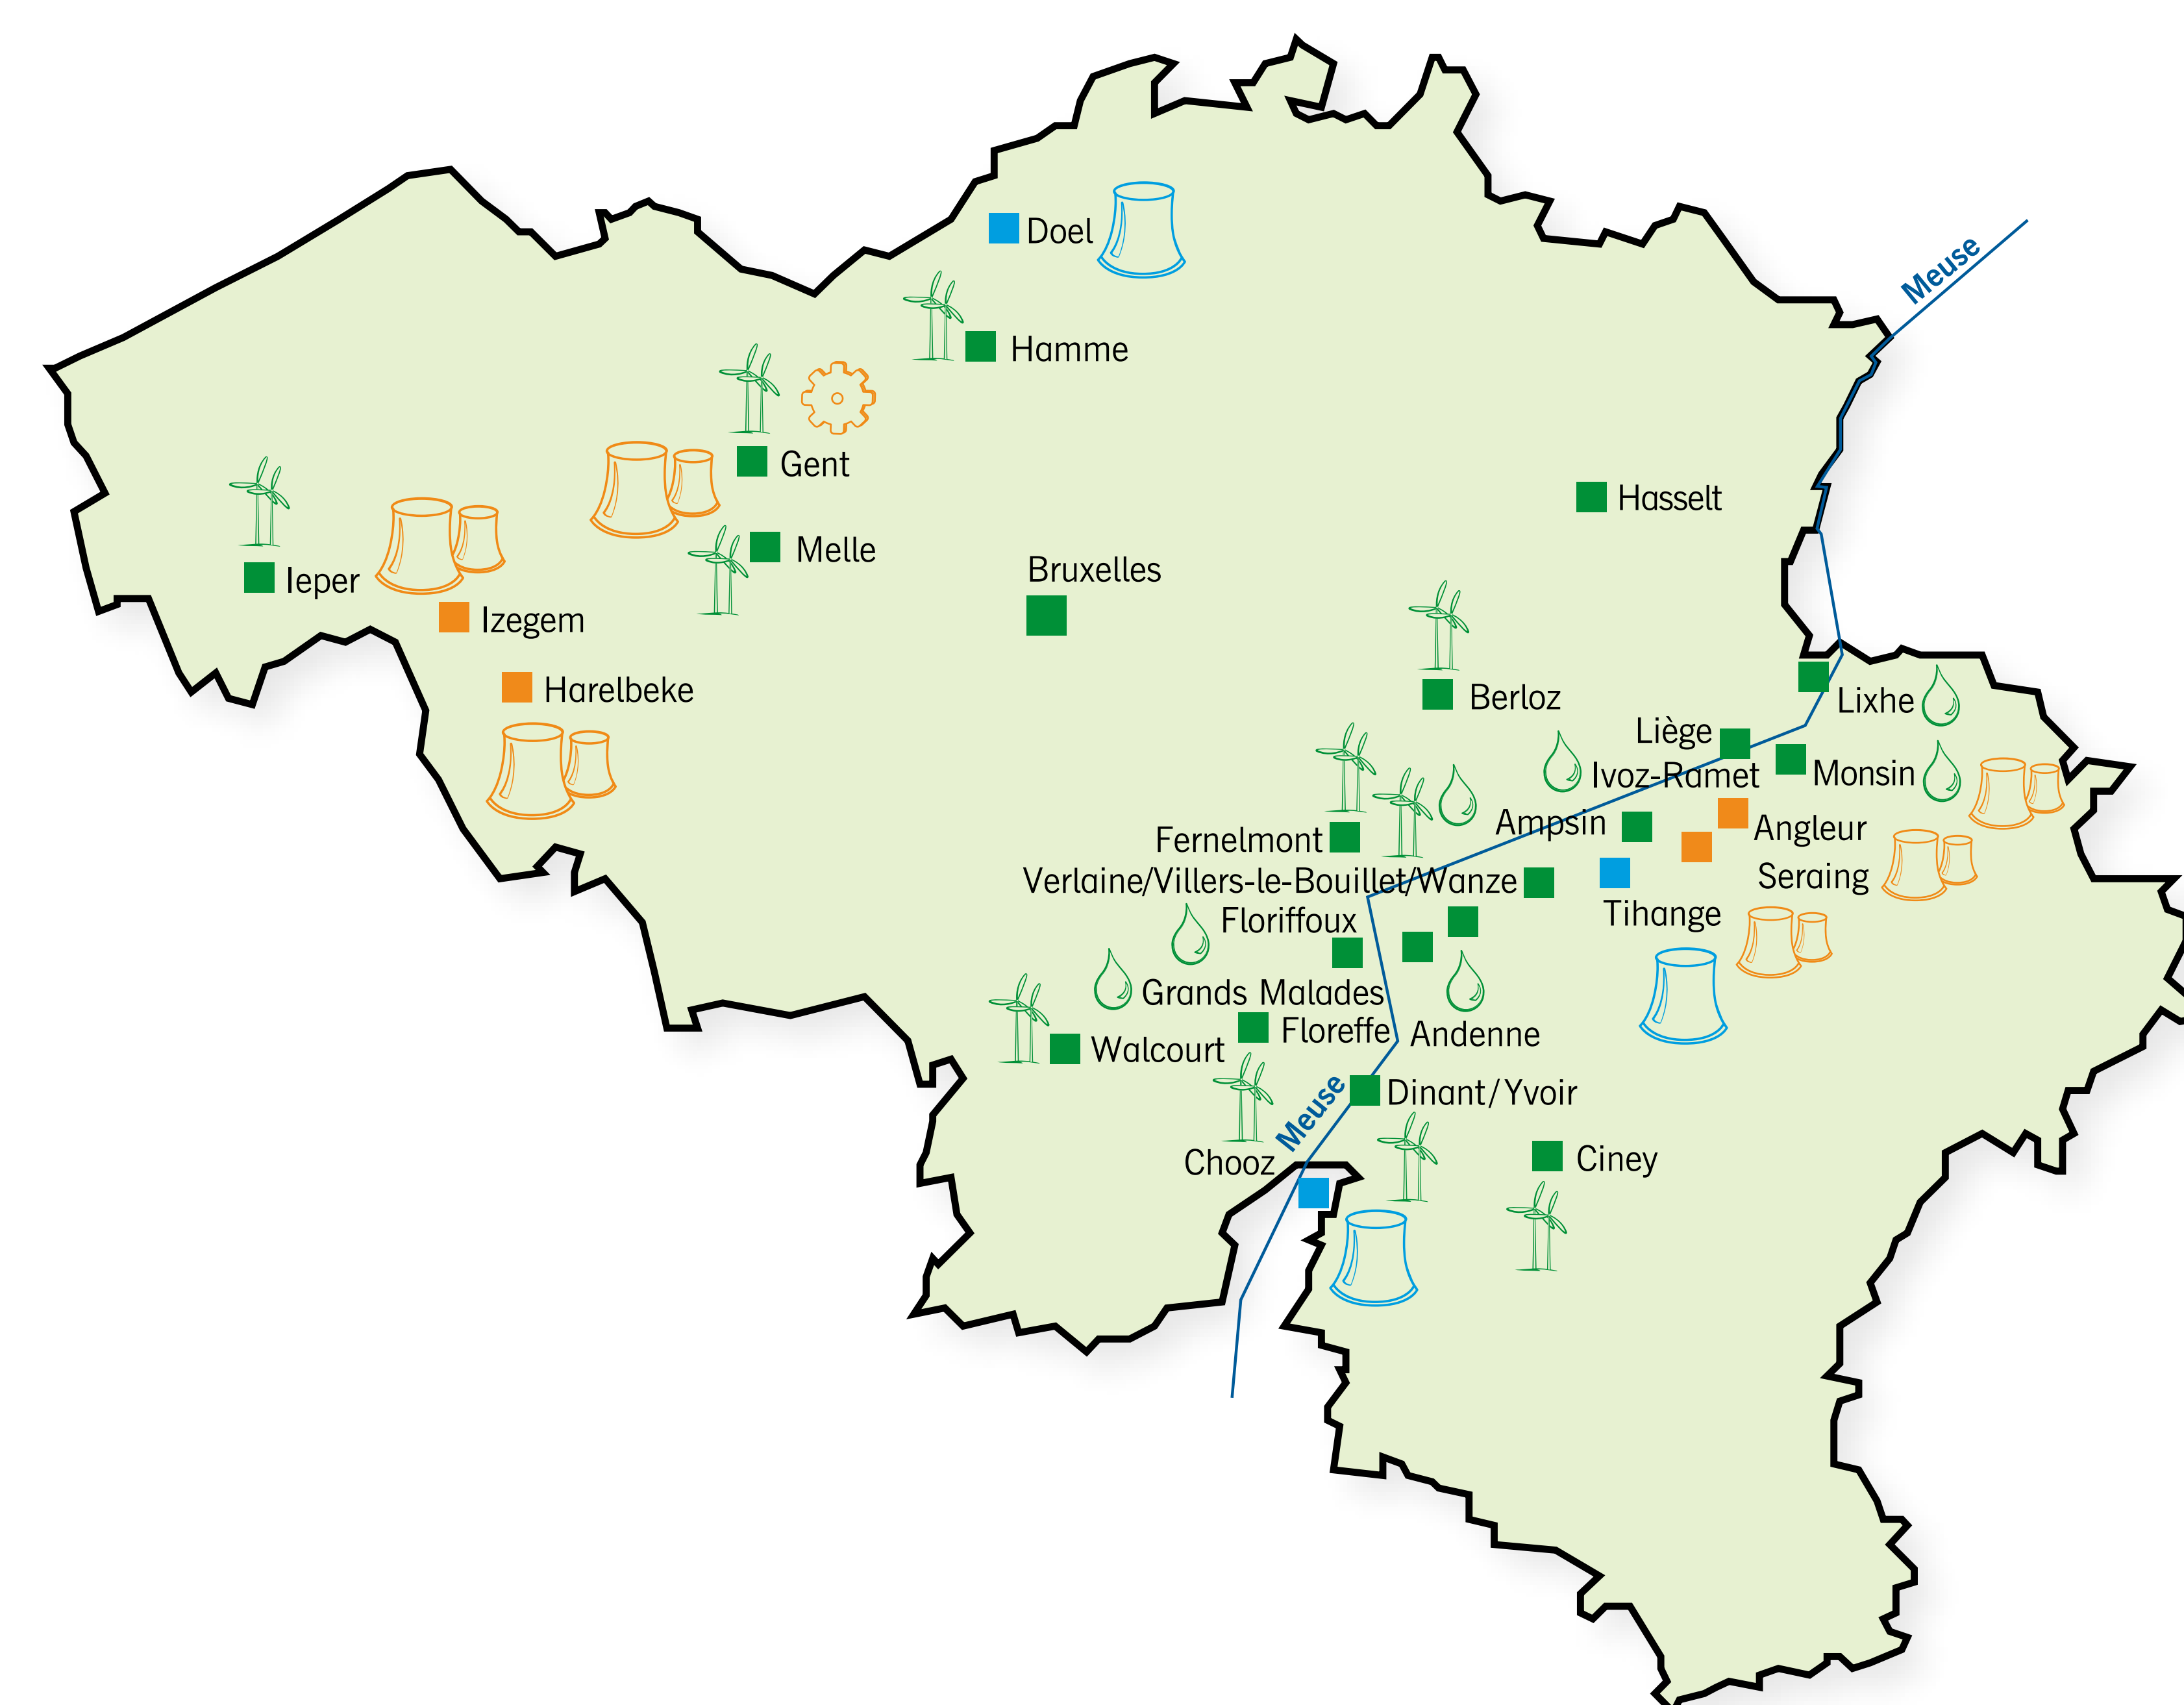 Doel
Meuse
Hamme
Gent
Hasselt
Melle
Ieper
Bruxelles
Izegem
Harelbeke
Berloz
Lixhe
Liège
Ivoz-Ramet
Monsin
Ampsin
Angleur
Fernelmont
Verlaine/Villers-le-Bouillet/Wanze
Seraing
Floriffoux
Tihange
Grands Malades
Floreffe
Andenne
Walcourt
Dinant/Yvoir
Meuse
Chooz
Ciney